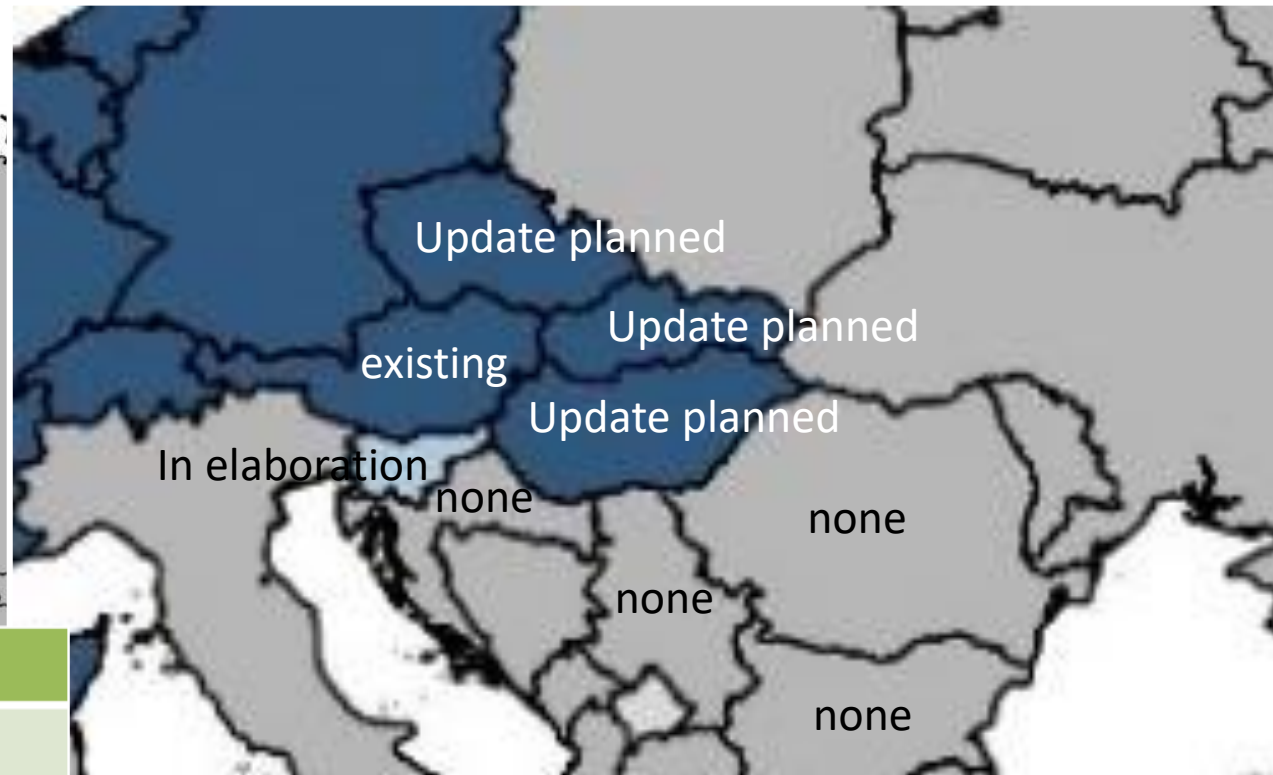 Update planned
Update planned
existing
Update planned
In elaboration
none
none
none
none